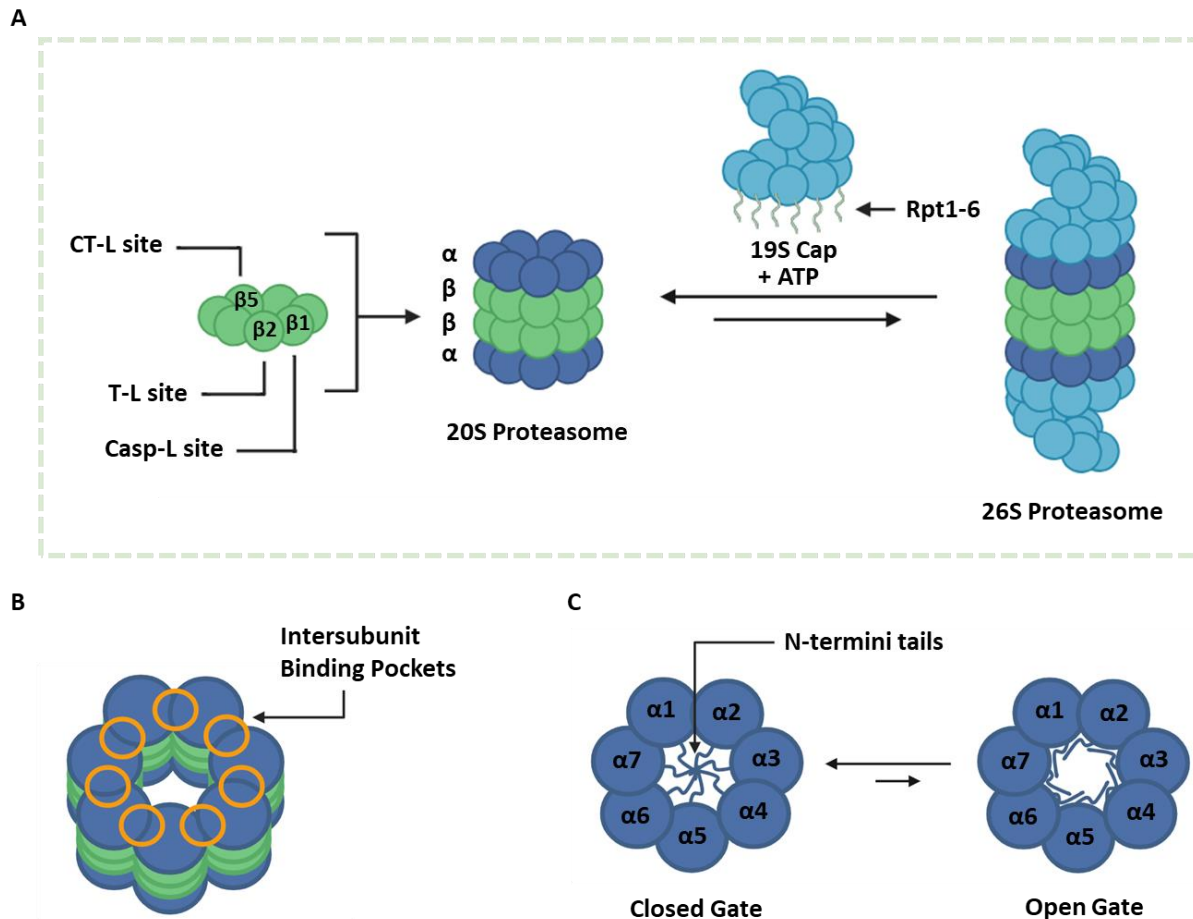 A
CT-L site
β5
β2
β1
T-L site
Casp-L site
α
β
β
α
20S Proteasome
Rpt1-6
19S Cap
+ ATP
26S Proteasome
B
Intersubunit
Binding Pockets
C
N-termini tails
α1
α2
α3
α4
α5
α6
α7
Closed Gate
α1
α2
α3
α4
α5
α6
α7
Open Gate